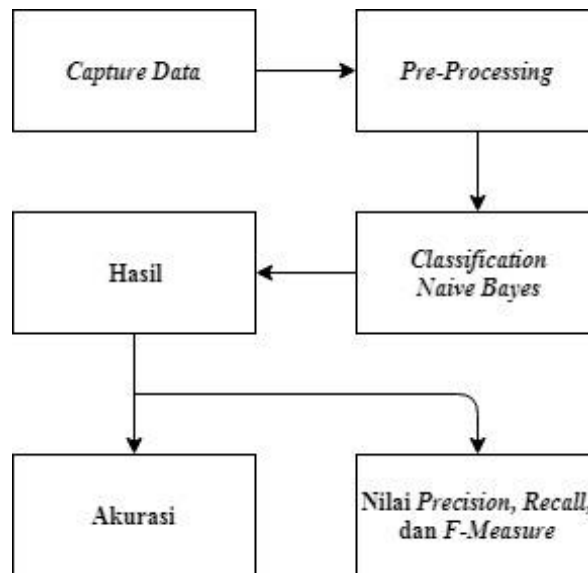 Capture Data
Pre-Processing
Hasil
Classification
Naive Bayes
Akurasi
Nilai Precision, Recall,
dan F-Measure